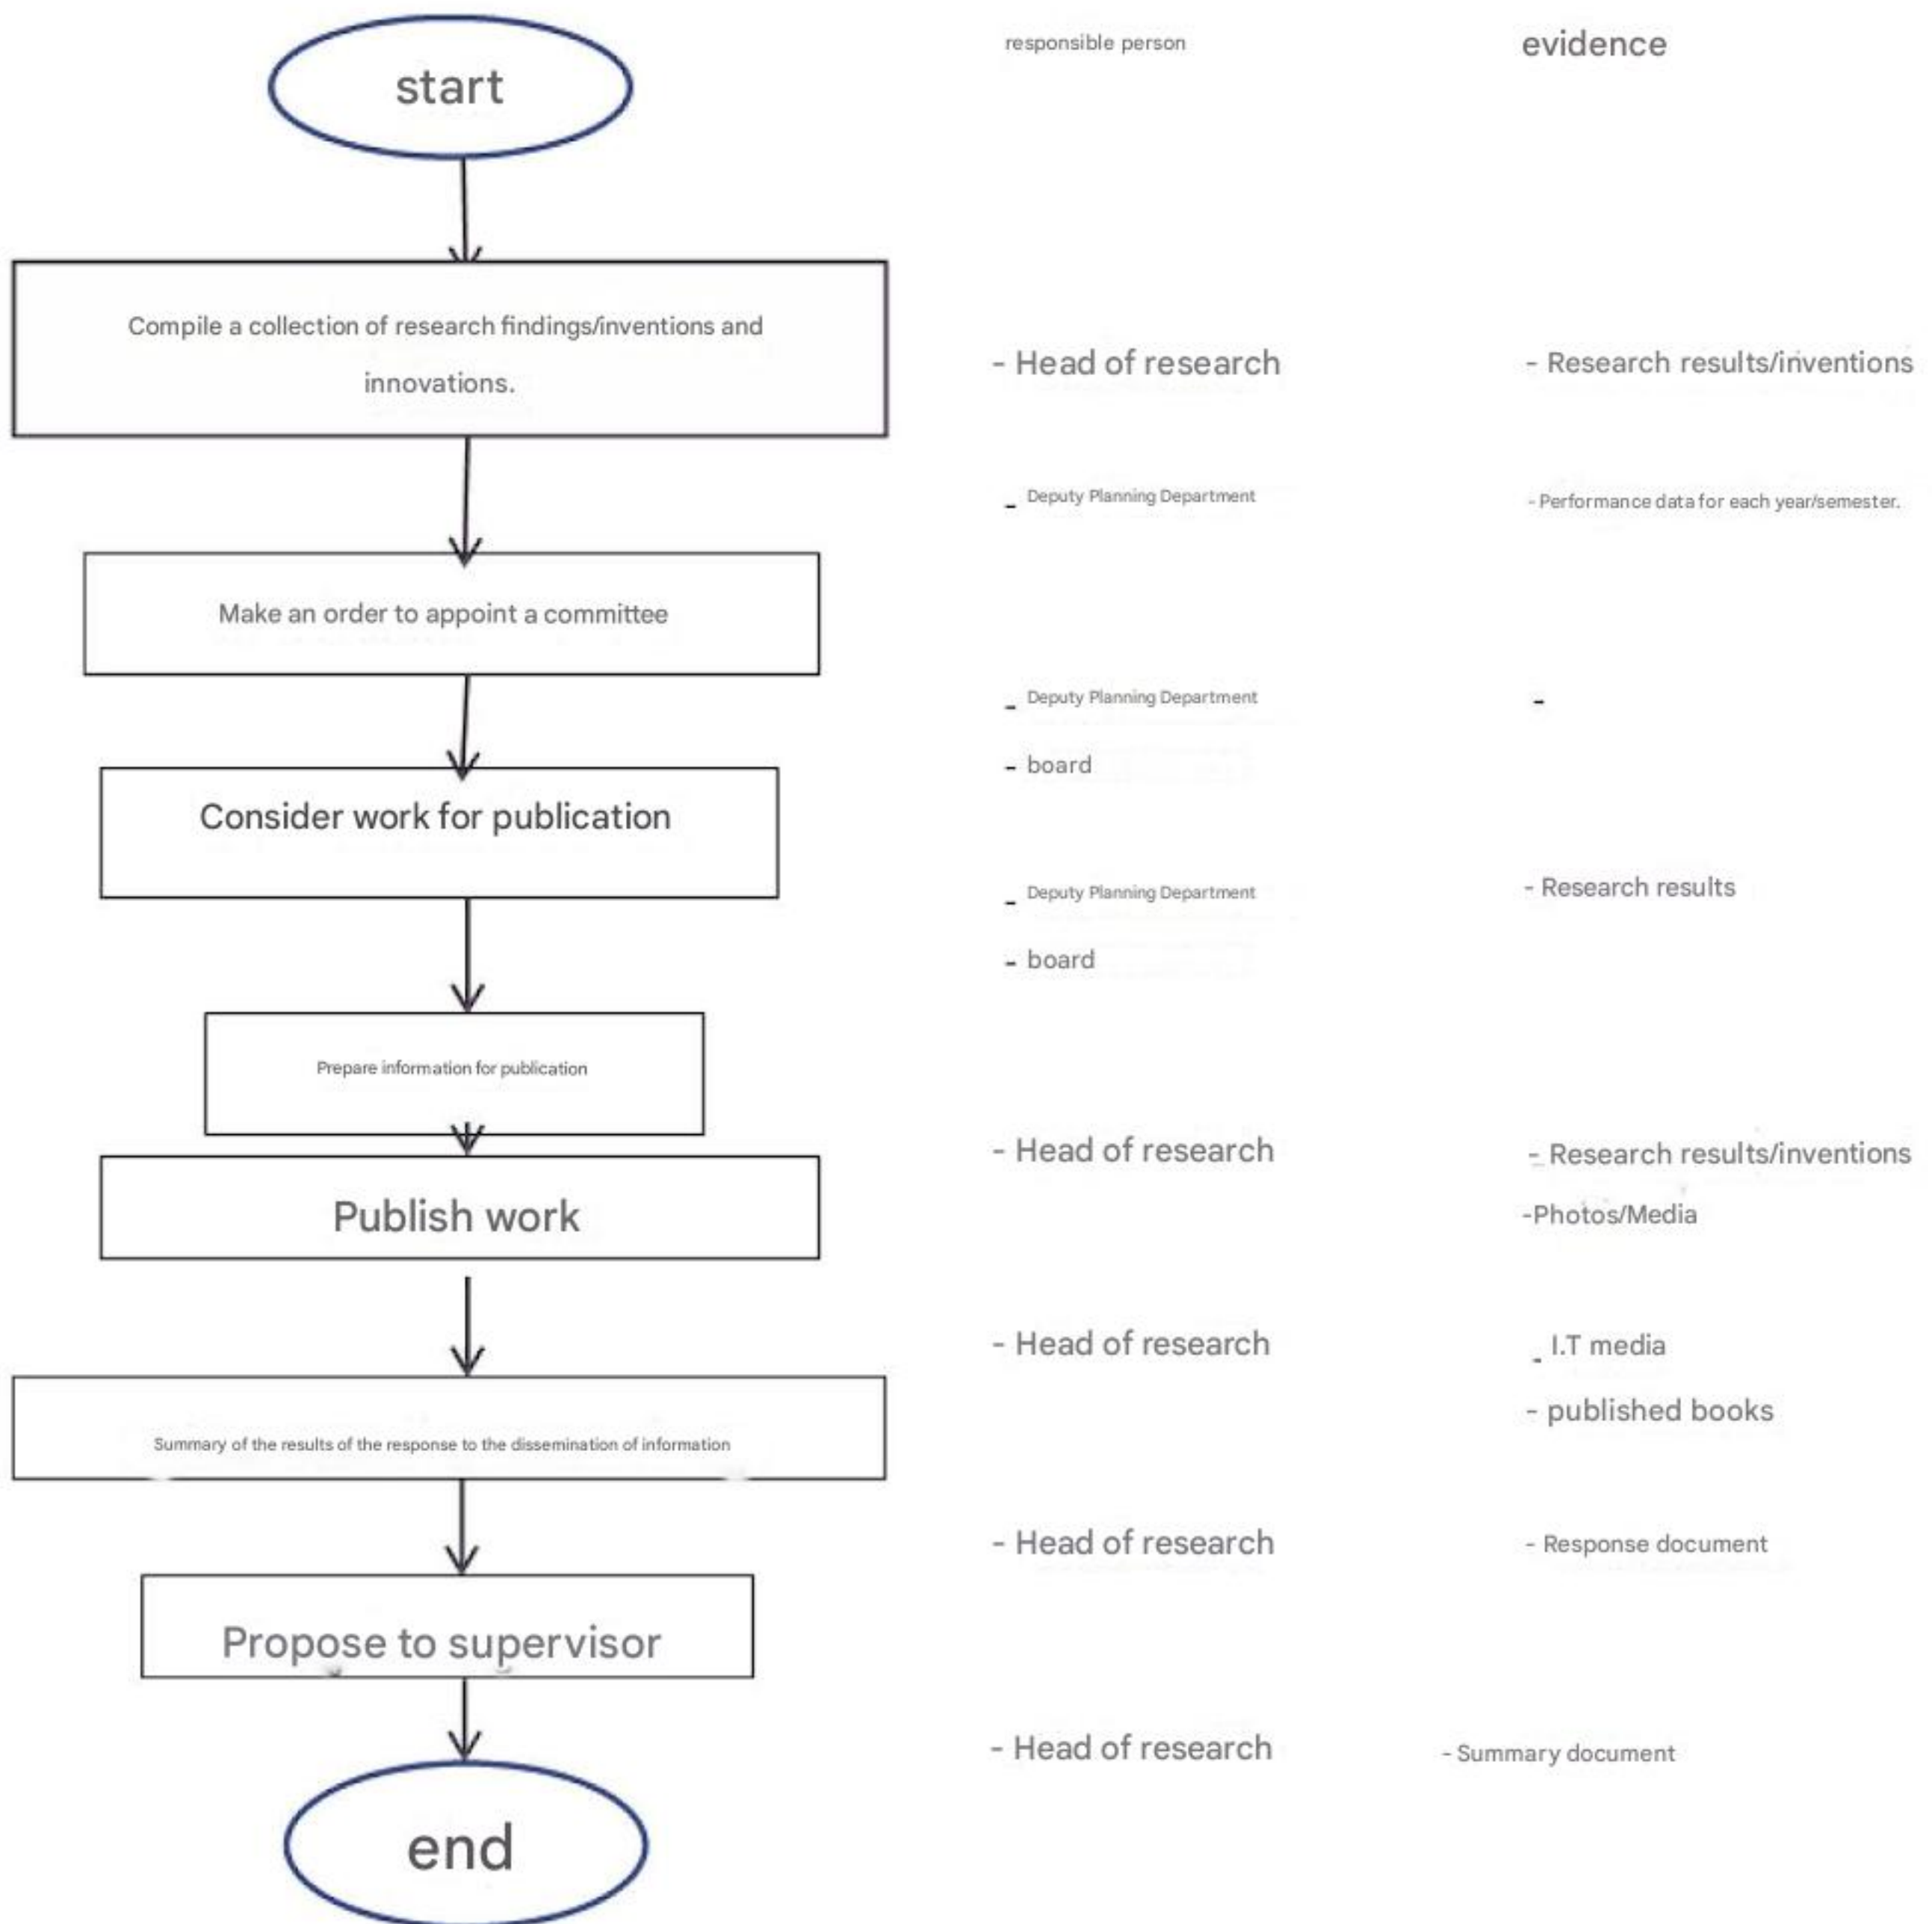 start
responsible person
evidence
Compile a collection of research findings/inventions and
innovations.
- Head of research
- Research results/inventions
- Deputy Planning Department
- Performance data for each year/semester.
Make an order to appoint a committee
- Deputy Planning Department
-
- board
Consider work for publication
- Deputy Planning Department
- Research results
- board
Prepare information for publication
- Head of research
- Research results/inventions
Publish work
-Photos/Media
- Head of research
- I.T media
- published books
Summary of the results of the response to the dissemination of information
- Head of research
- Response document
Propose to supervisor
- Head of research
- Summary document
end